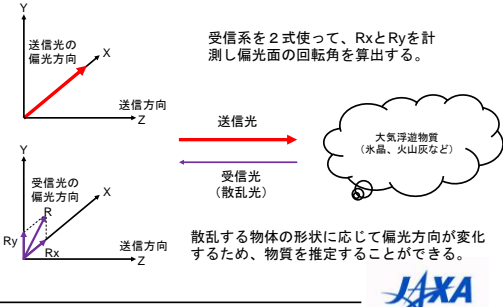 Y
送信光の
偏光方向
X
送信方向
Z
受信系を２式使って、RxとRyを計
測し偏光面の回転角を算出する。
送信光
受信光
（散乱光）
大気浮遊物質
（氷晶、火山灰など）
Y
受信光の
偏光方向
R
X
Ry
Rx
送信方向
Z
散乱する物体の形状に応じて偏光方向が変化
するため、物質を推定することができる。
JAXA